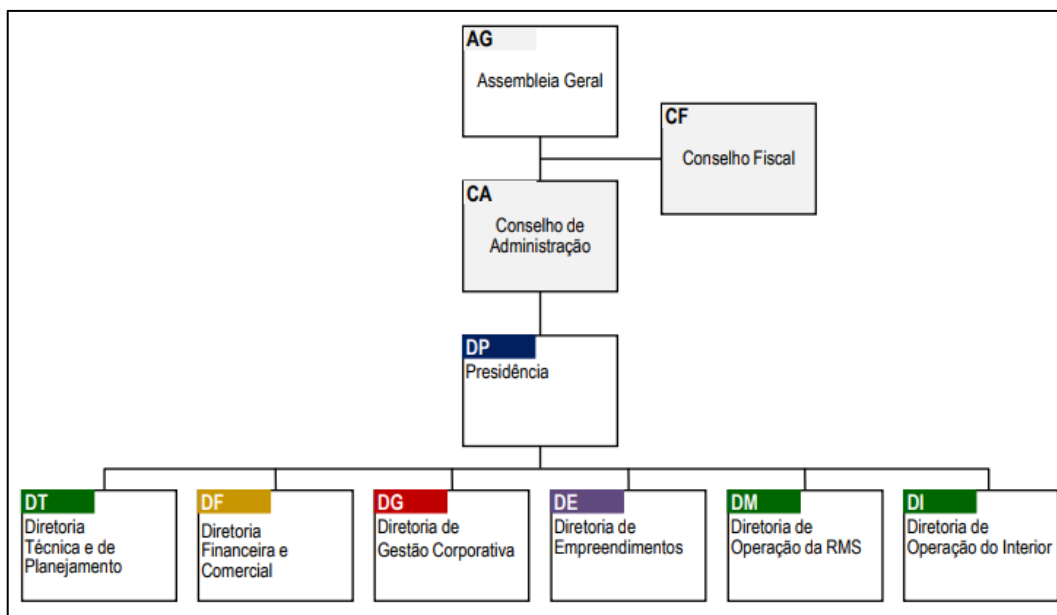 AG
Assembleia Geral
CF
Conselho Fiscal
CA
Conselho de
Administração
DP
Presidência
DT
Diretoria
Técnica e de
Planejamento
DF
Diretoria
Financeira e
Comercial
DG
Diretoria de
Gestão Corporativa
DE
Diretoria de
Empreendimentos
DM
Diretoria de
Operação da RMS
DI
Diretoria de
Operação do Interior